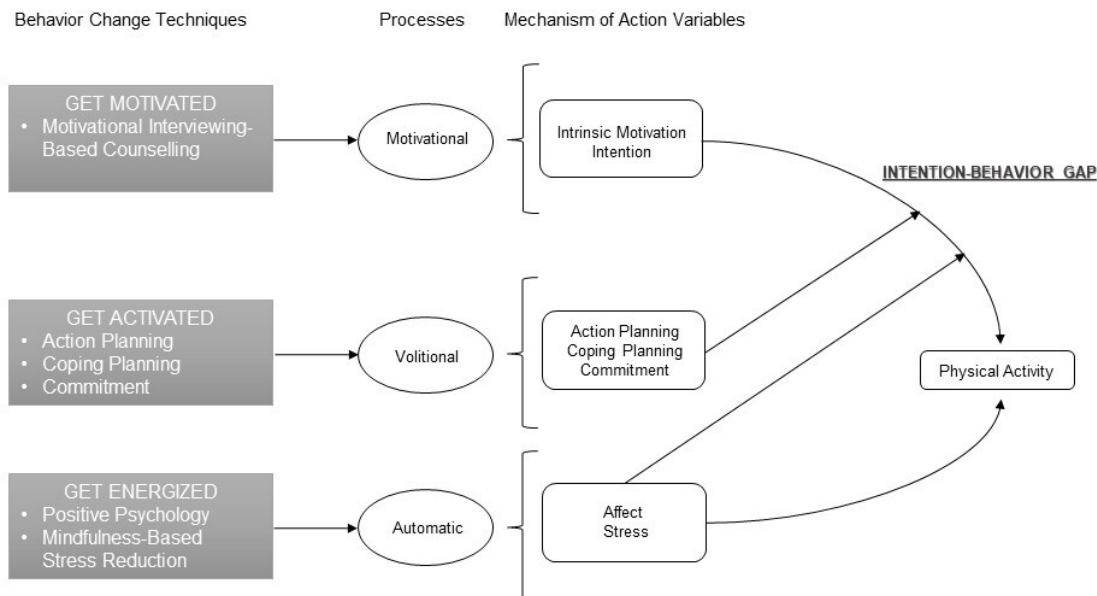 Behavior Change Techniques
Processes
Mechanism of Action Variables
GET MOTIVATED
• Motivational Interviewing-
Based Counselling
Motivational
Intrinsic Motivation
Intention
INTENTION-BEHAVIOR GAP
GET ACTIVATED
• Action Planning
• Coping Planning
• Commitment
Volitional
Action Planning
Coping Planning
Commitment
Physical Activity
GET ENERGIZED
• Positive Psychology
• Mindfulness-Based
Stress Reduction
Automatic
Affect
Stress